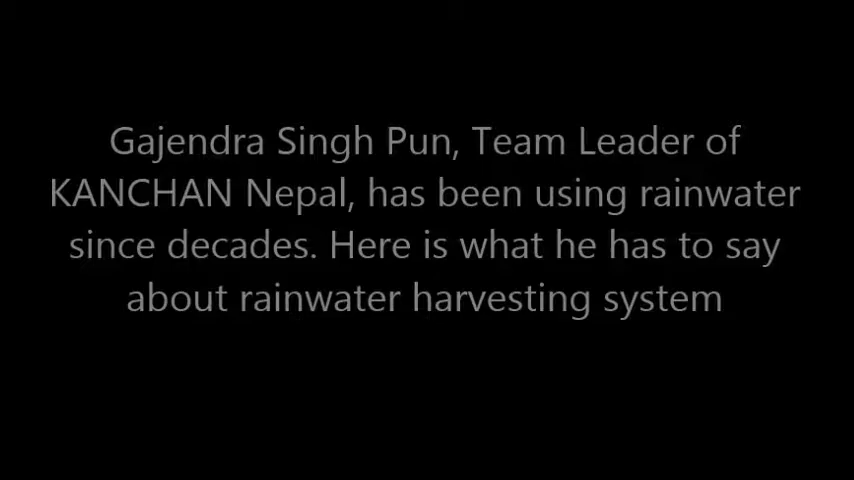 Gajendra Singh Pun, Team Leader of
KANCHAN Nepal, has been using rainwater
since decades. Here is what he has to say
about rainwater harvesting system